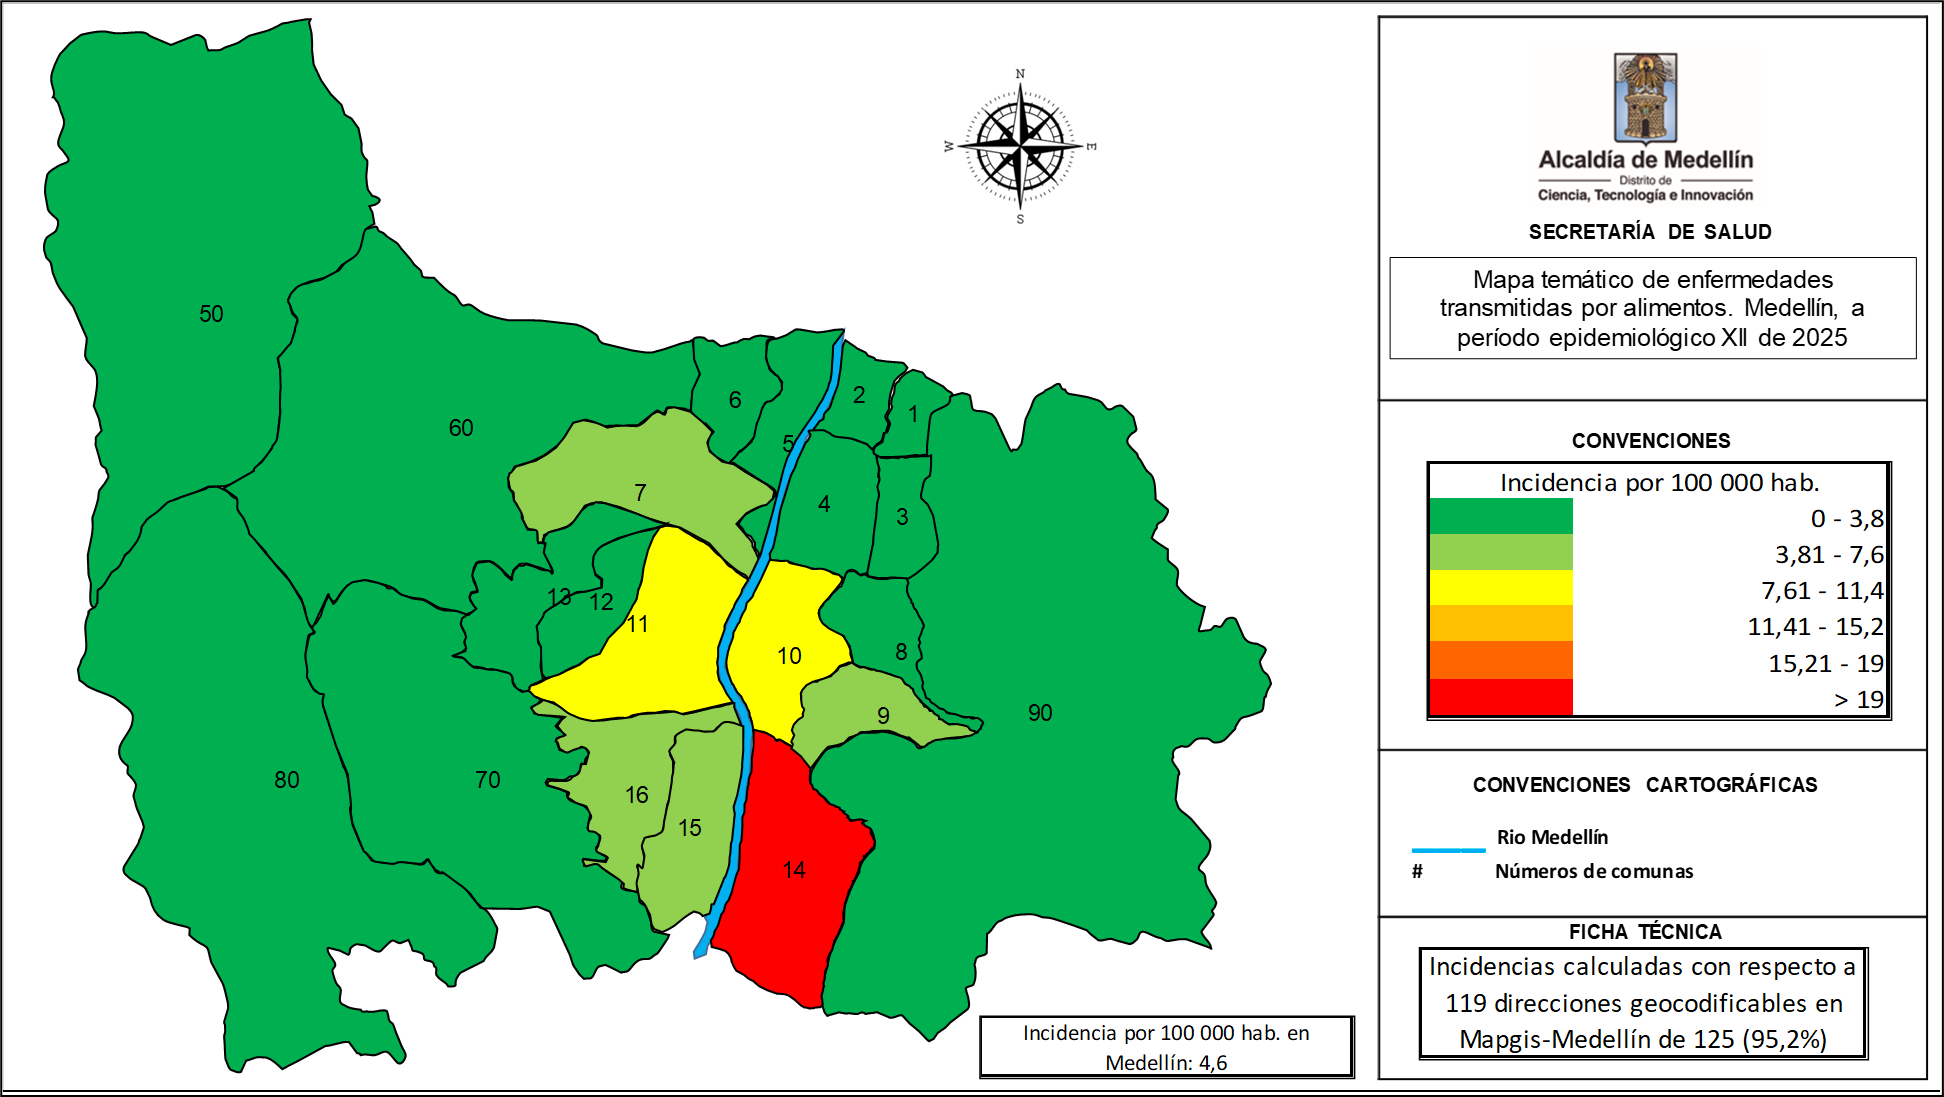 N
W
E
S
50
60
6
2
1
5
7
4
3
13
12
11
10
8
9
90
80
70
16
15
14
Incidencia por 100 000 hab. en
Medellín: 4,6
Alcaldía de Medellín
Distrito de
Ciencia, Tecnología e Innovación
SECRETARÍA DE SALUD
Mapa temático de enfermedades
transmitidas por alimentos. Medellín, a
período epidemiológico XII de 2025
CONVENCIONES
Incidencia por 100 000 hab.
0 - 3,8
3,81 - 7,6
7,61 - 11,4
11,41 - 15,2
15,21 - 19
> 19
CONVENCIONES CARTOGRÁFICAS
Rio Medellín
# Números de comunas
FICHA TÉCNICA
Incidencias calculadas con respecto a
119 direcciones geocodificables en
Mapgis-Medellín de 125 (95,2%)